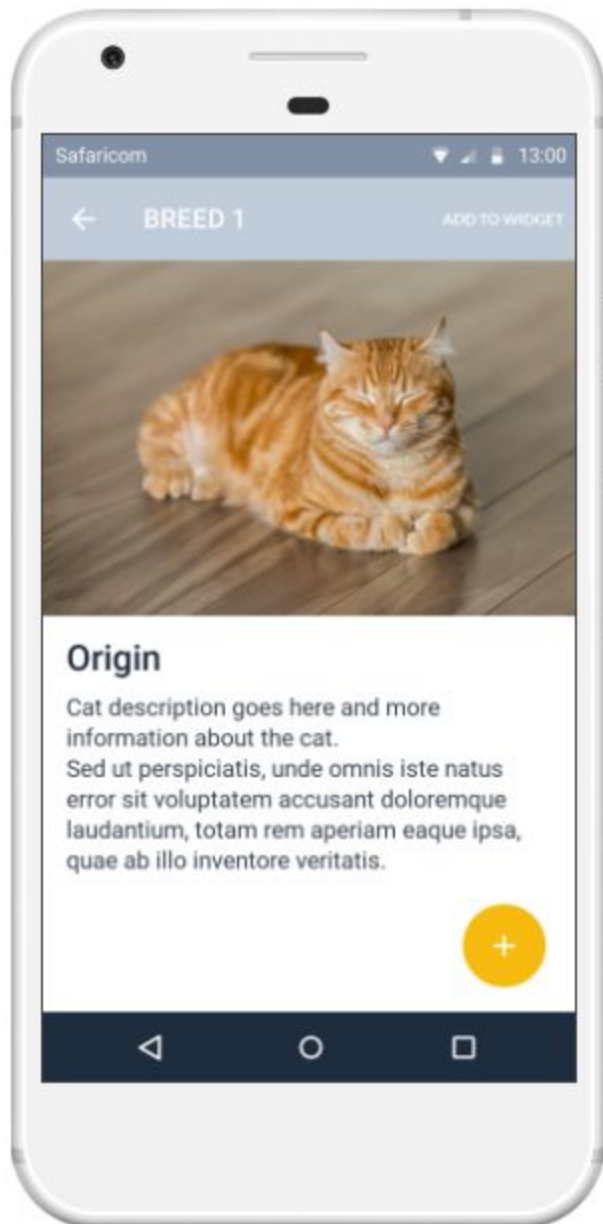 Safaricom
13:00
BREED 1
ADD TO WIDGET
Origin
Cat description goes here and more
information about the cat.
Sed ut perspiciatis, unde omnis iste natus
error sit voluptatem accusant doloremque
laudantium, totam rem aperiam eaque ipsa,
quae ab illo inventore veritatis.
+